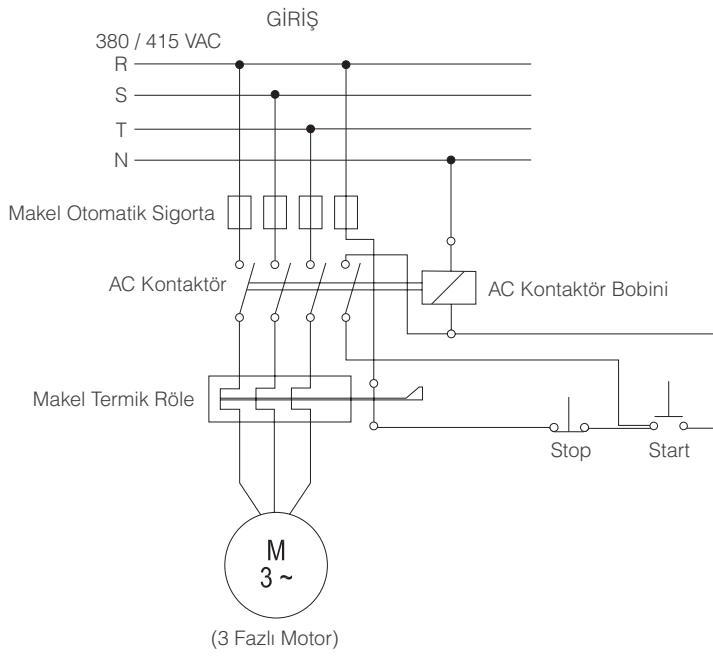 GİRİŞ
380 / 415 VAC
R
S
T
N
Makel Otomatik Sigorta
AC Kontaktör
AC Kontaktör Bobini
Makel Termik Röle
Stop
Start
M
3 ~
(3 Fazlı Motor)